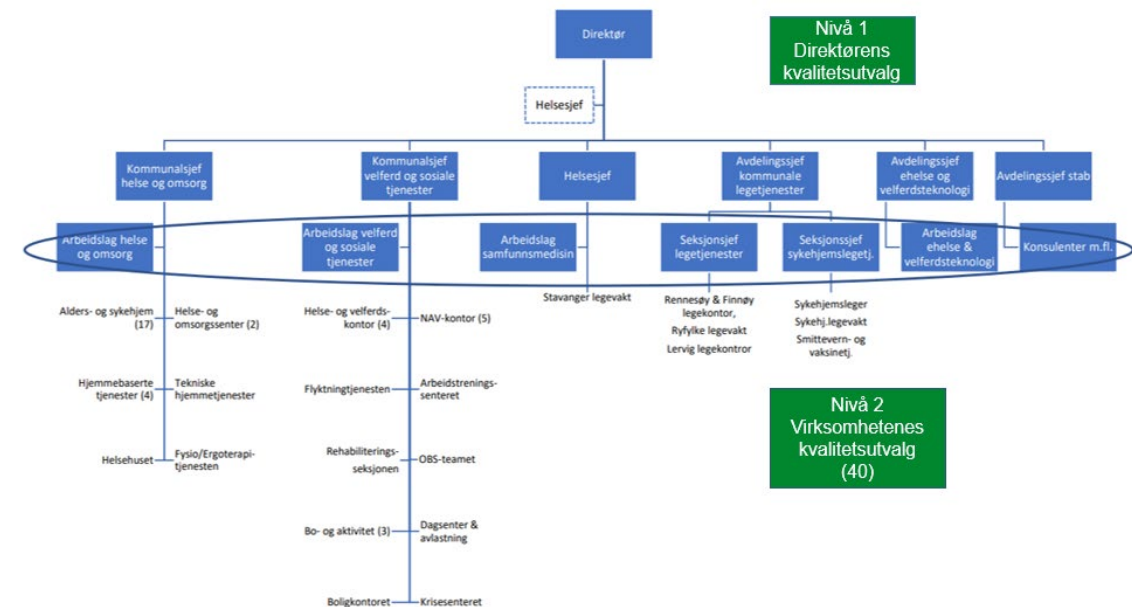 Direktør
Nivå 1
Direktørens
kvalitetsutvalg
Helsesjef
Kommunalsjef
helse og omsorg
Kommunalsjef
velferd og sosiale
tjenester
Helsesjef
Avdelingssjef
kommunale
legetjenester
Avdelingssjef
ehelse og
velferdsteknologi
Avdelingssjef stab
Arbeidslag helse
og omsorg
Arbeidslag velferd
og sosiale
tjenester
Arbeidslag
samfunnsmedisin
Seksjonsjef
legetjenester
Seksjonssjef
sykehjemslegetj.
Arbeidslag
ehelse &
velferdsteknologi
Konsulenter m.fl.
Alders- og sykehjem
(17)
Helse- og
omsorgssenter (2)
Hjemmebaserte
tjenester (4)
Tekniske
hjemmetjenester
Helsehuset
Fysio/Ergoterapi-
tjenesten
Helse- og velferds-
kontor (4)
NAV-kontor (5)
Flyktningtjenesten
Arbeidstrenings-
senteret
Rehabiliterings-
seksjonen
OBS-teamet
Bo- og aktivitet (3)
Dagsenter &
avlastning
Boligkontoret
Krisesenteret
Stavanger legevakt
Rennesøy & Finnøy
legekontor,
Ryfylke legevakt
Lervig legekontror
Sykehjemsleger
Sykehj.legevakt
Smittevern- og
vaksinetj.
Nivå 2
Virksomhetenes
kvalitetsutvalg
(40)